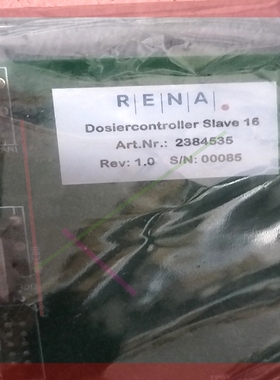 RENA
Dosiercontroller Slave 16
Art.Nr.: 2384535
Rev: 1.0 S/N: 00085